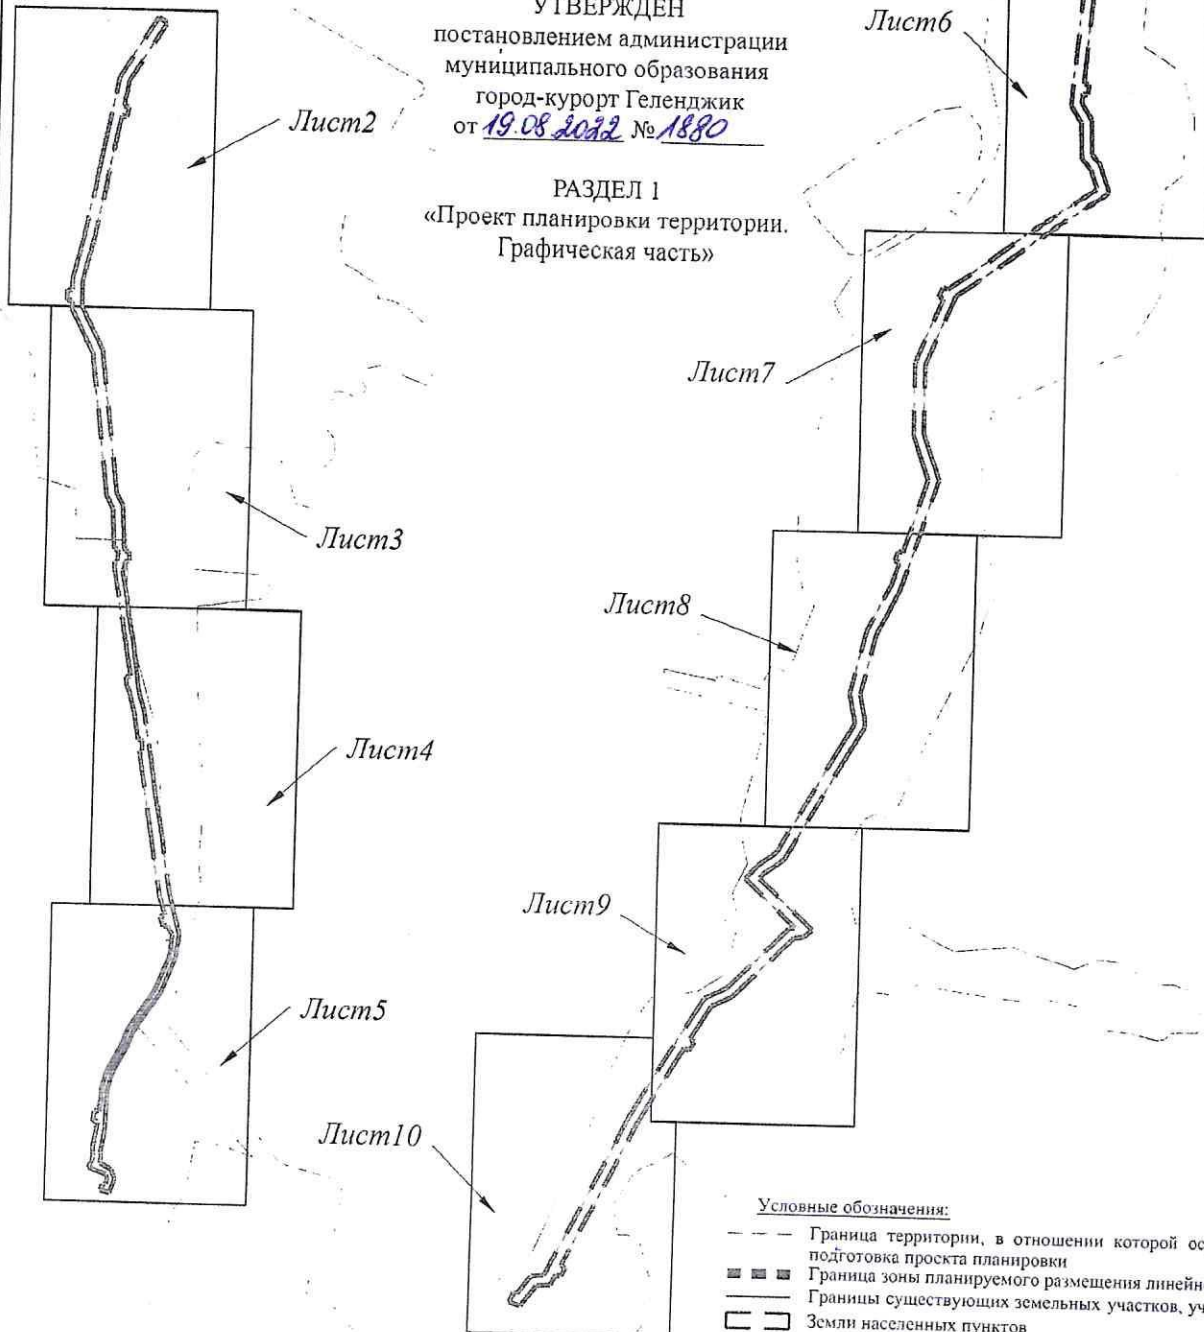 УТВЕРЖДЕН
постановлением администрации
муниципального образования
город-курорт Геленджик
от 19.08.2022 № 1880
РАЗДЕЛ 1
«Проект планировки территории.
Графическая часть»
Лист2
Лист3
Лист4
Лист5
Лист6
Лист7
Лист8
Лист9
Лист10
Условные обозначения:
Граница территории, в отношении которой ос
подготовка проекта планировки
Граница зоны планируемого размещения линейн
Границы существующих земельных участков, уч
Земли населенных пунктов